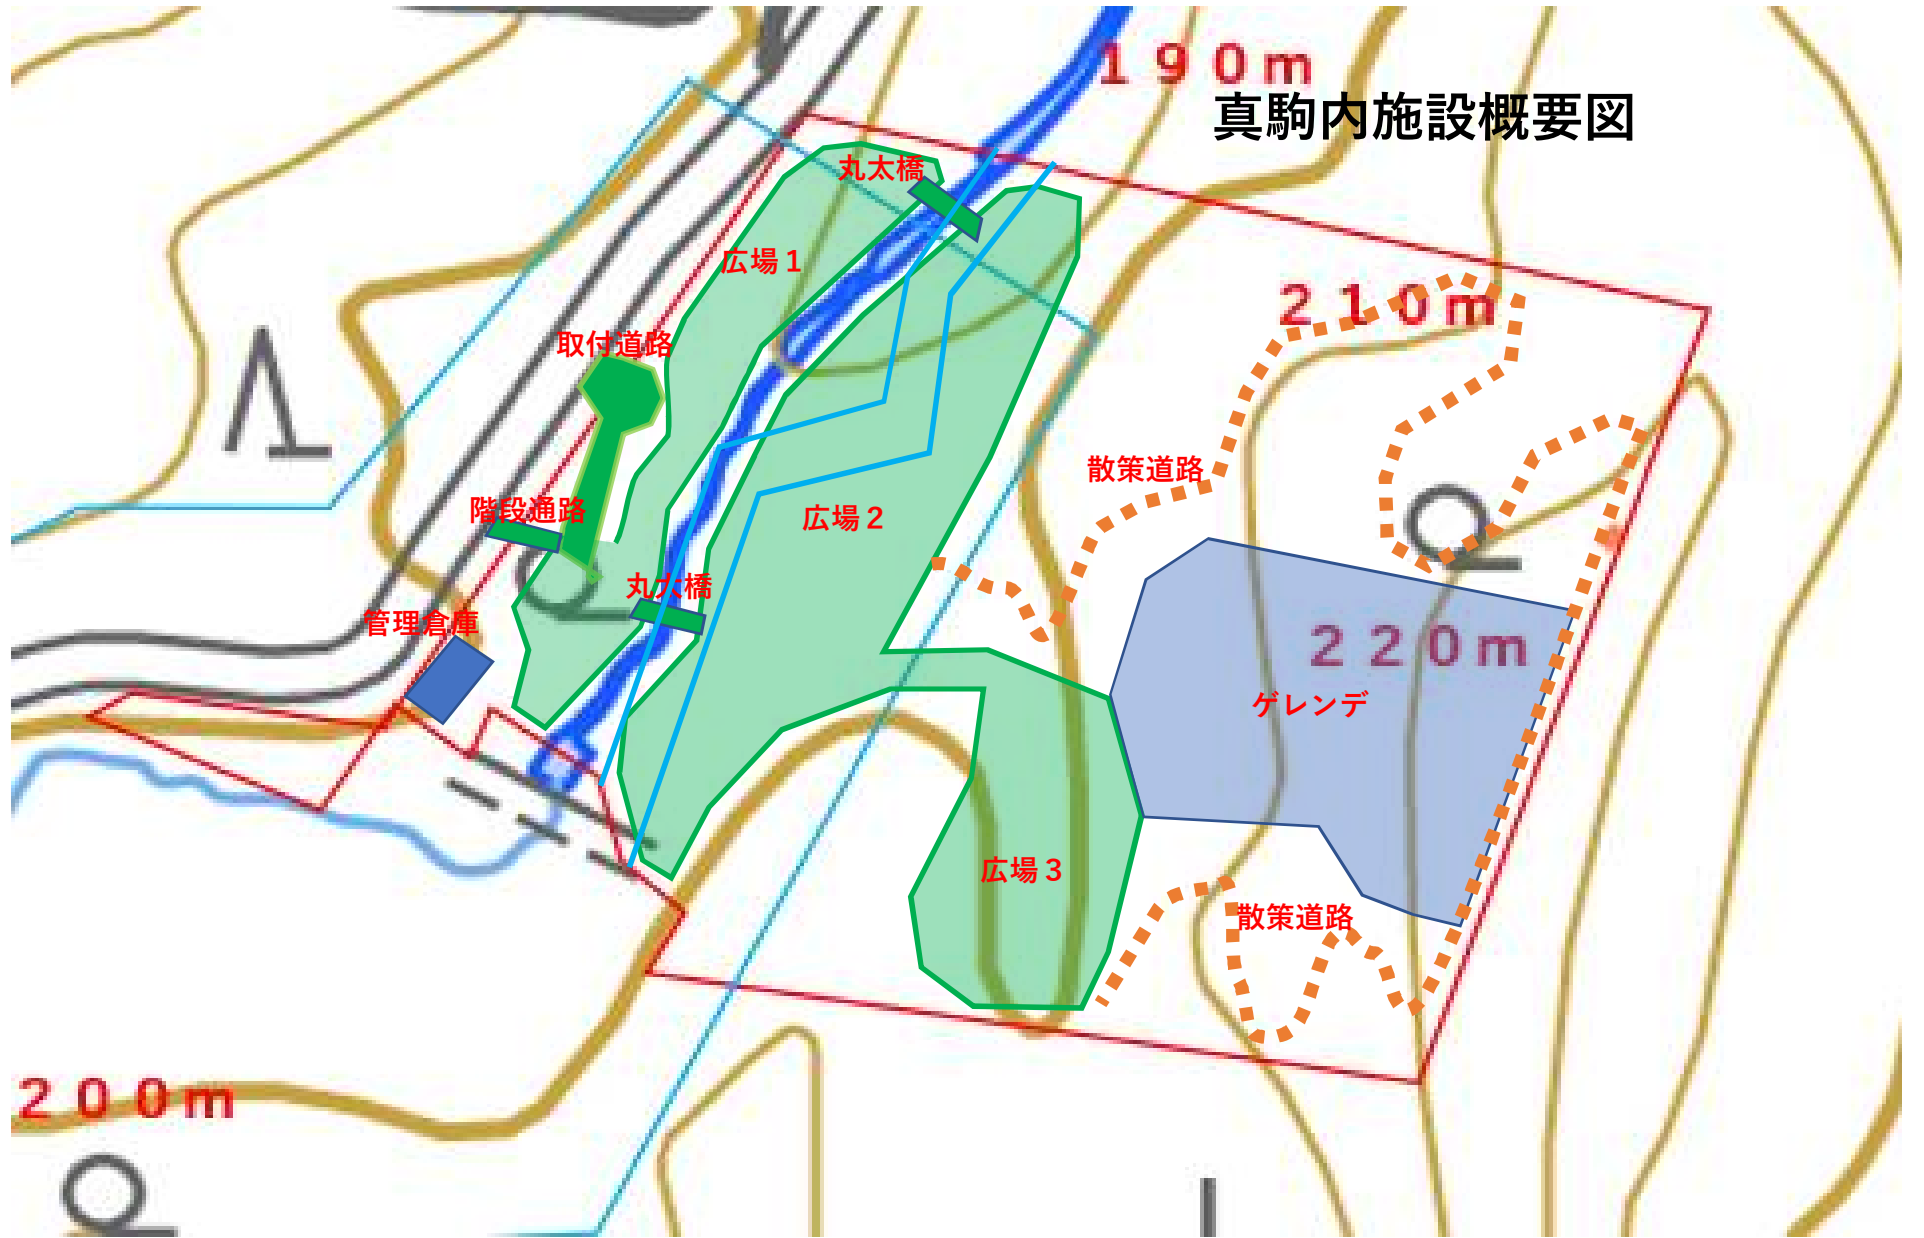 190m
真駒内施設概要図
丸太橋
広場1
210m
取付道路
散策道路
階段通路
広場2
丸太橋
管理倉庫
220m
ゲレンデ
広場3
散策道路
200m